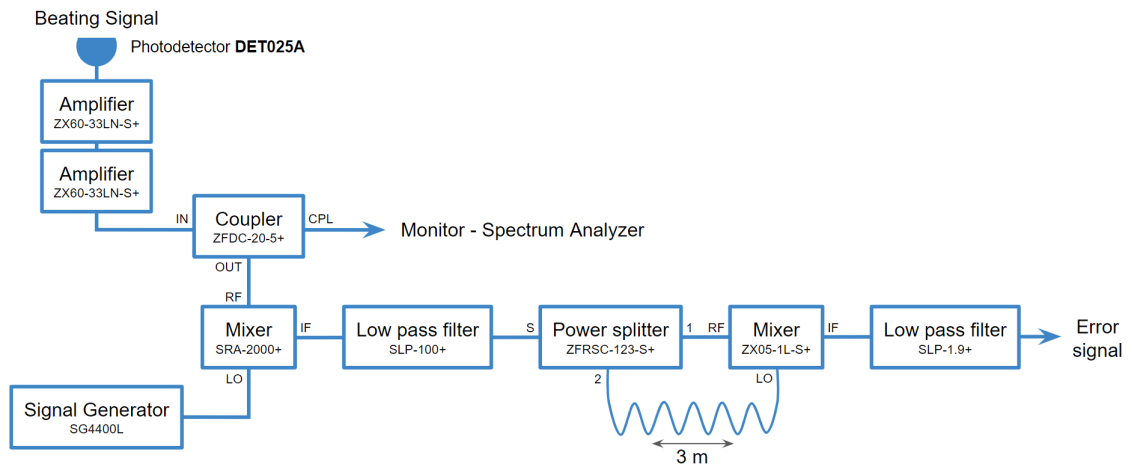 Beating Signal
Photodetector DET025A
Amplifier
ZX60-33LN-S+
Amplifier
ZX60-33LN-S+
IN
Coupler
ZFDC-20-5+
CPL
Monitor - Spectrum Analyzer
OUT
RF
Mixer
SRA-2000+
IF
LO
Low pass filter
SLP-100+
S
Power splitter
ZFRSC-123-S+
1
2
RF
Mixer
ZX05-1L-S+
IF
LO
Low pass filter
SLP-1.9+
Error
signal
Signal Generator
SG4400L
3 m